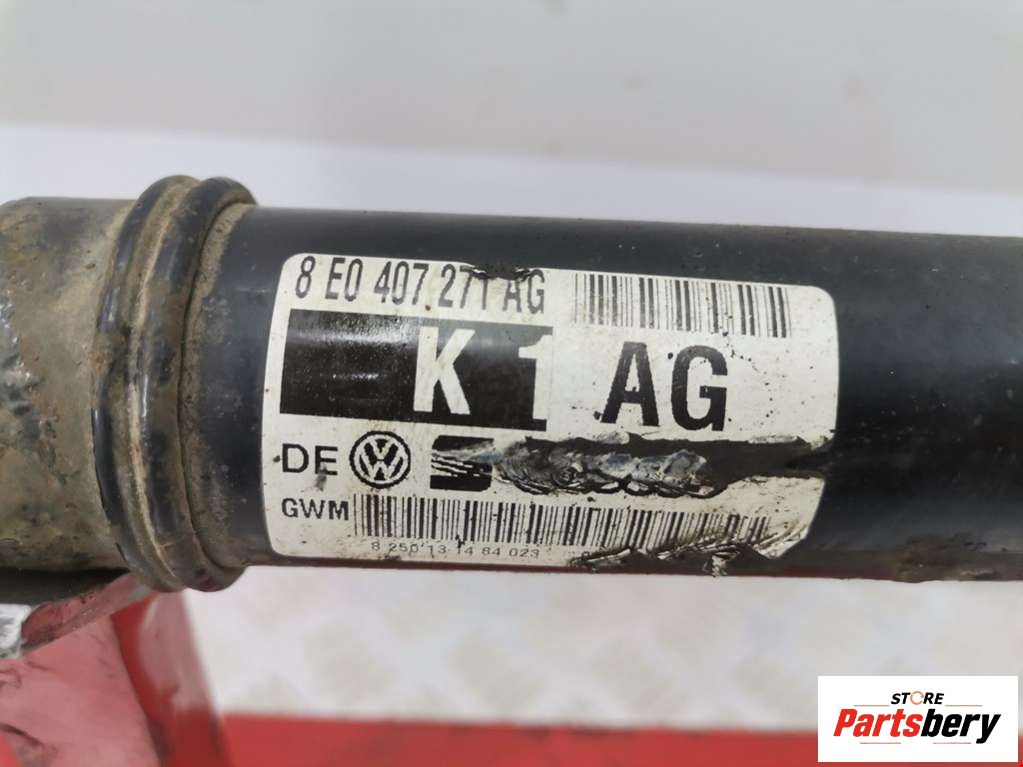 8 E0 407 271 AG
K 1 AG
DE
GWM
8 250 13 14 84 023
STORE
Partsbery